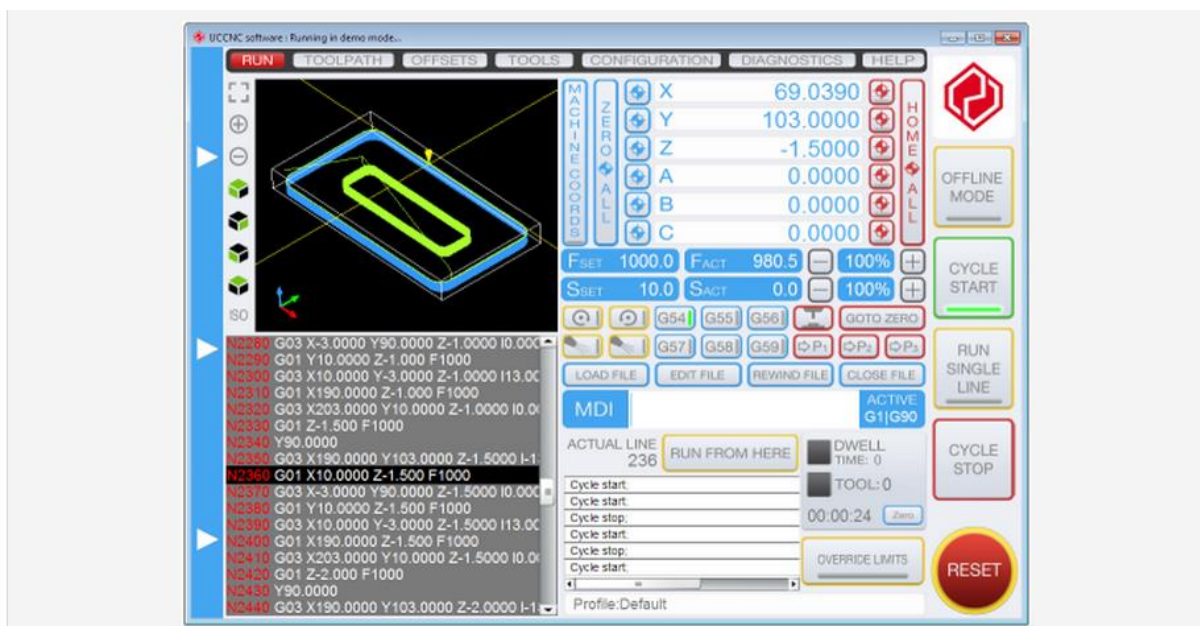 UCCNC software : Running in demo mode...
RUN TOOLPATH OFFSETS TOOLS CONFIGURATION DIAGNOSTICS HELP
MACHINE COORDS
ZERO ALL
X 69.0390
Y 103.0000
Z -1.5000
A 0.0000
B 0.0000
C 0.0000
HOME ALL
FSET 1000.0 FACT 980.5 100%
SSET 10.0 SACT 0.0 100%
G54 G55 G56 GOTO ZERO
G57 G58 G59 P1 P2 P3
LOAD FILE EDIT FILE REWIND FILE CLOSE FILE
MDI ACTIVE
G1|G90
ISO
N2280 G03 X-3.0000 Y90.0000 Z-1.0000 I0.000
N2290 G01 Y10.0000 Z-1.000 F1000
N2300 G03 X10.0000 Y-3.0000 Z-1.0000 I13.00
N2310 G01 X190.0000 Z-1.000 F1000
N2320 G03 X203.0000 Y10.0000 Z-1.0000 I0.00
N2330 G01 Z-1.500 F1000
N2340 Y90.0000
N2350 G03 X190.0000 Y103.0000 Z-1.5000 I-1
N2360 G01 X10.0000 Z-1.500 F1000
N2370 G03 X-3.0000 Y90.0000 Z-1.5000 I0.000
N2380 G01 Y10.0000 Z-1.500 F1000
N2390 G03 X10.0000 Y-3.0000 Z-1.5000 I13.00
N2400 G01 X190.0000 Z-1.500 F1000
N2410 G03 X203.0000 Y10.0000 Z-1.5000 I0.00
N2420 G01 Z-2.000 F1000
N2430 Y90.0000
N2440 G03 X190.0000 Y103.0000 Z-2.0000 I-1
ACTUAL LINE
236
RUN FROM HERE
DWELL
TIME: 0
TOOL: 0
00:00:24 Zero
Cycle start;
Cycle start;
Cycle stop;
Cycle start;
Cycle stop;
Cycle start;
OVERRIDE LIMITS
Profile:Default
OFFLINE
MODE
CYCLE
START
RUN
SINGLE
LINE
CYCLE
STOP
RESET